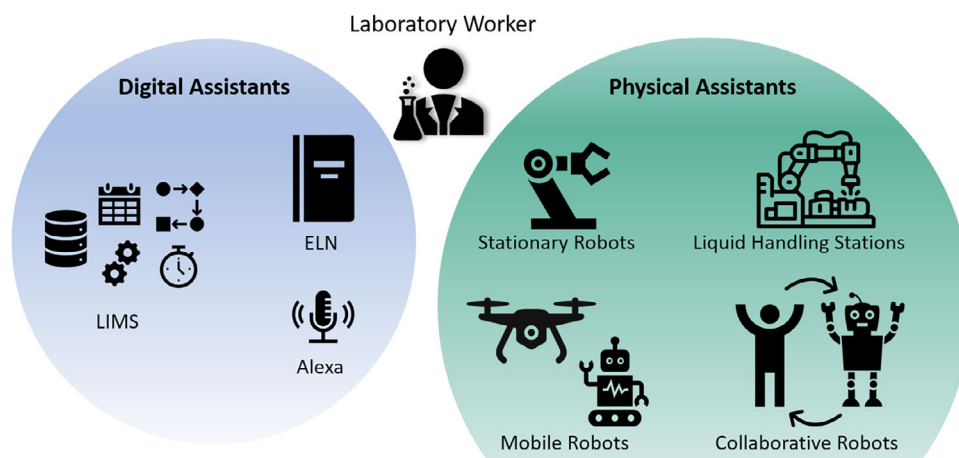 Laboratory Worker
Digital Assistants
Physical Assistants
ELN
Stationary Robots
Liquid Handling Stations
LIMS
Alexa
Mobile Robots
Collaborative Robots